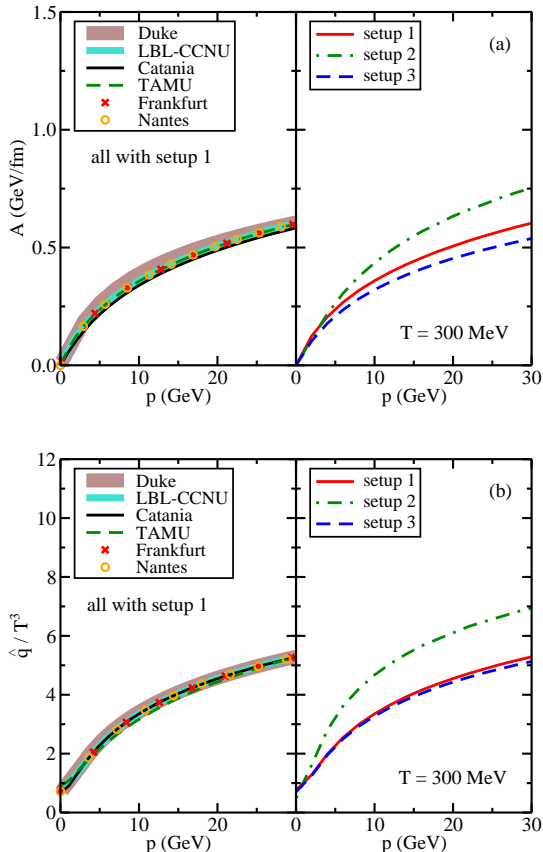 Duke
LBL-CCNU
Catania
TAMU
Frankfurt
Nantes
all with setup 1
A (GeV/fm)
1.5
1.0
0.5
0.0
0 10 20
p (GeV)
setup 1
setup 2
setup 3
(a)
T = 300 MeV
0 10 20 30
p (GeV)
Duke
LBL-CCNU
Catania
TAMU
Frankfurt
Nantes
all with setup 1
q̂ / T³
12
10
8
6
4
2
0
0 10 20
p (GeV)
setup 1
setup 2
setup 3
(b)
T = 300 MeV
0 10 20 30
p (GeV)